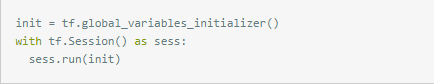 init = tf.global_variables_initializer()
with tf.Session() as sess:
  sess.run(init)